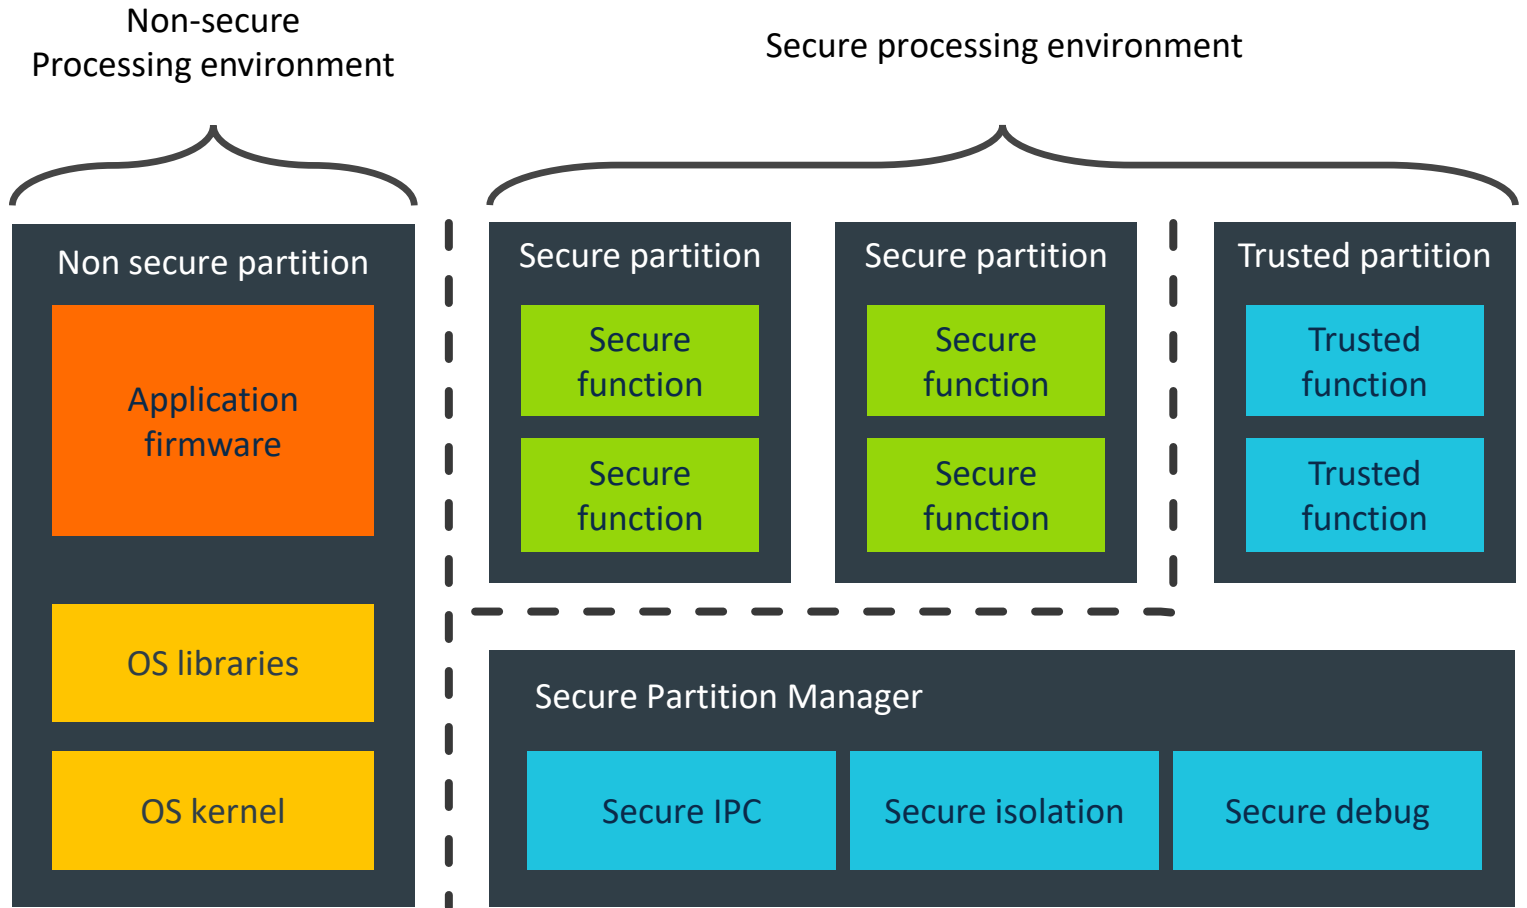 Non-secure
Processing environment
Secure processing environment
Non secure partition
Application
firmware
OS libraries
OS kernel
Secure partition
Secure
function
Secure
function
Secure partition
Secure
function
Secure
function
Trusted partition
Trusted
function
Trusted
function
Secure Partition Manager
Secure IPC
Secure isolation
Secure debug